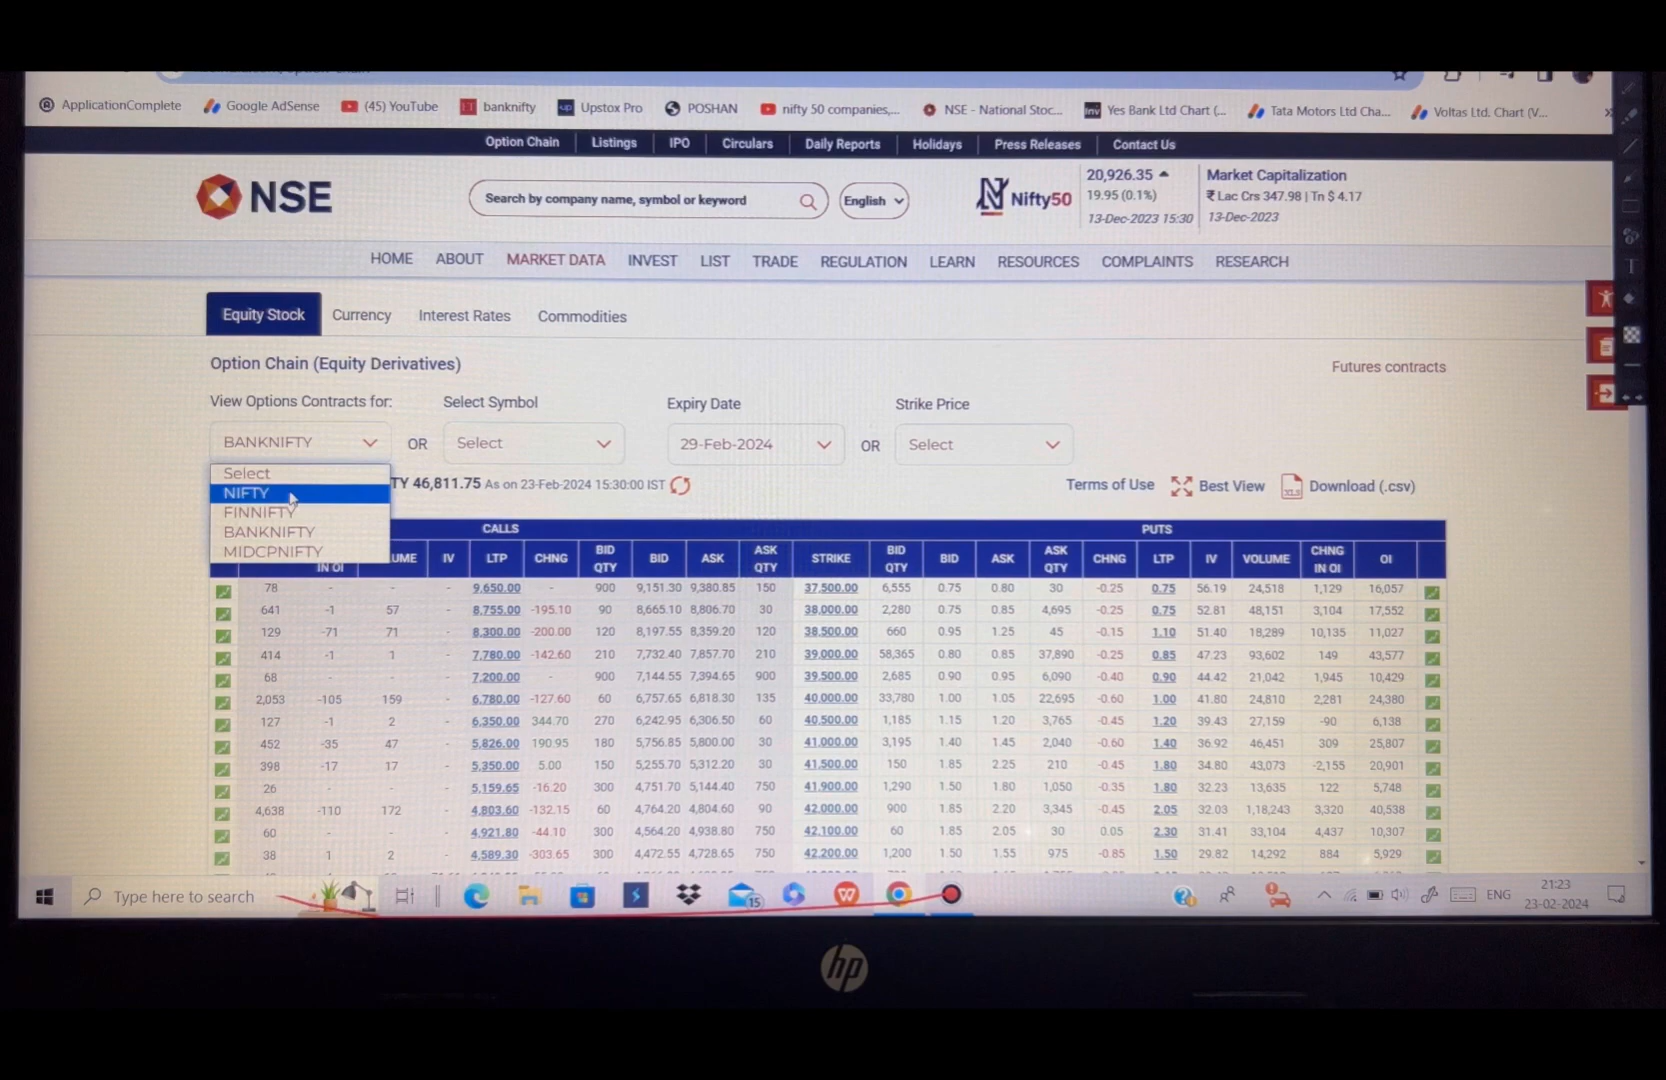 ApplicationComplete Google AdSense (45) YouTube banknifty Upstox Pro POSHAN nifty 50 companies,... NSE - National Stoc... Yes Bank Ltd Chart (... Tata Motors Ltd Cha... Voltas Ltd. Chart (V... »
Option Chain Listings IPO Circulars Daily Reports Holidays Press Releases Contact Us
NSE Search by company name, symbol or keyword English Nifty50
20,926.35 Market Capitalization
19.95 (0.1%) ₹ Lac Crs 347.98 | Tn $ 4.17
13-Dec-2023 15:30 13-Dec-2023
HOME ABOUT MARKET DATA INVEST LIST TRADE REGULATION LEARN RESOURCES COMPLAINTS RESEARCH
Equity Stock Currency Interest Rates Commodities
Option Chain (Equity Derivatives) Futures contracts
View Options Contracts for: Select Symbol Expiry Date Strike Price
BANKNIFTY OR Select 29-Feb-2024 OR Select
Select
NIFTY
FINNIFTY
BANKNIFTY
MIDCPNIFTY
TY 46,811.75 As on 23-Feb-2024 15:30:00 IST Terms of Use Best View XLS Download (.csv)
CALLS PUTS
IN OI UME IV LTP CHNG BID QTY BID ASK ASK QTY STRIKE BID QTY BID ASK ASK QTY CHNG LTP IV VOLUME CHNG IN OI OI
78 - - - 9,650.00 - 900 9,151.30 9,380.85 150 37,500.00 6,555 0.75 0.80 30 -0.25 0.75 56.19 24,518 1,129 16,057
641 -1 57 - 8,755.00 -195.10 90 8,665.10 8,806.70 30 38,000.00 2,280 0.75 0.85 4,695 -0.25 0.75 52.81 48,151 3,104 17,552
129 -71 71 - 8,300.00 -200.00 120 8,197.55 8,359.20 120 38,500.00 660 0.95 1.25 45 -0.15 1.10 51.40 18,289 10,135 11,027
414 -1 1 - 7,780.00 -142.60 210 7,732.40 7,857.70 210 39,000.00 58,365 0.80 0.85 37,890 -0.25 0.85 47.23 93,602 149 43,577
68 - - - 7,200.00 - 900 7,144.55 7,394.65 900 39,500.00 2,685 0.90 0.95 6,090 -0.40 0.90 44.42 21,042 1,945 10,429
2,053 -105 159 - 6,780.00 -127.60 60 6,757.65 6,818.30 135 40,000.00 33,780 1.00 1.05 22,695 -0.60 1.00 41.80 24,810 2,281 24,380
127 -1 2 - 6,350.00 344.70 270 6,242.95 6,306.50 60 40,500.00 1,185 1.15 1.20 3,765 -0.45 1.20 39.43 27,159 -90 6,138
452 -35 47 - 5,826.00 190.95 180 5,756.85 5,800.00 30 41,000.00 3,195 1.40 1.45 2,040 -0.60 1.40 36.92 46,451 309 25,807
398 -17 17 - 5,350.00 5.00 150 5,255.70 5,312.20 30 41,500.00 150 1.85 2.25 210 -0.45 1.80 34.80 43,073 -2,155 20,901
26 - - - 5,159.65 -16.20 300 4,751.70 5,144.40 750 41,900.00 1,290 1.50 1.80 1,050 -0.35 1.80 32.23 13,635 122 5,748
4,638 -110 172 - 4,803.60 -132.15 60 4,764.20 4,804.60 90 42,000.00 900 1.85 2.20 3,345 -0.45 2.05 32.03 1,18,243 3,320 40,538
60 - - - 4,921.80 -44.10 300 4,564.20 4,938.80 750 42,100.00 60 1.85 2.05 30 0.05 2.30 31.41 33,104 4,437 10,307
38 1 2 - 4,589.30 -303.65 300 4,472.55 4,728.65 750 42,200.00 1,200 1.50 1.55 975 -0.85 1.50 29.82 14,292 884 5,929
Type here to search 15 ENG 21:23
23-02-2024
hp